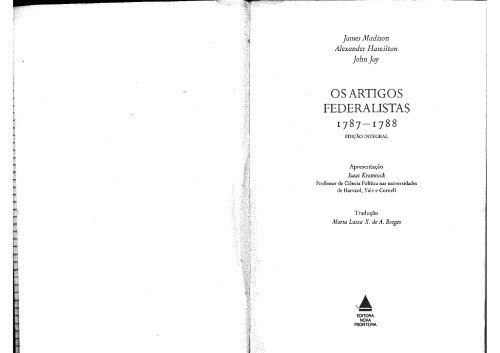 James Madison
Alexander Hamilton
John Jay
OS ARTIGOS
FEDERALISTAS
1787–1788
EDIÇÃO INTEGRAL
Apresentação
Isaac Kramnick
Professor de Ciência Política nas universidades
de Harvard, Yale e Cornell
Tradução
Maria Luiza X. de A. Borges
EDITORA
NOVA
FRONTEIRA